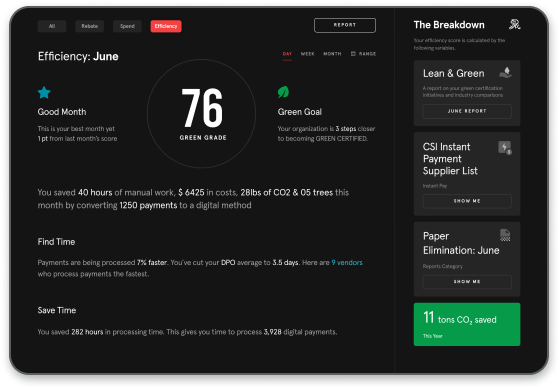 All
Rebate
Spend
Efficiency
REPORT
Efficiency: June
DAY
WEEK
MONTH
RANGE
Good Month
This is your best month yet
1 pt from last month's score
76
GREEN GRADE
Green Goal
Your organization is 3 steps closer
to becoming GREEN CERTIFIED.
You saved 40 hours of manual work, $ 6425 in costs, 28lbs of CO2 & 05 trees this
month by converting 1250 payments to a digital method
Find Time
Payments are being processed 7% faster. You've cut your DPO average to 3.5 days. Here are 9 vendors
who process payments the fastest.
Save Time
You saved 282 hours in processing time. This gives you time to process 3,928 digital payments.
The Breakdown
Your efficiency score is calculated by the
following variables.
Lean & Green
A report on your green certification
initiatives and industry comparisons
JUNE REPORT
CSI Instant
Payment
Supplier List
Instant Pay
SHOW ME
Paper
Elimination: June
Reports Category
SHOW ME
11 tons CO₂ saved
This Year